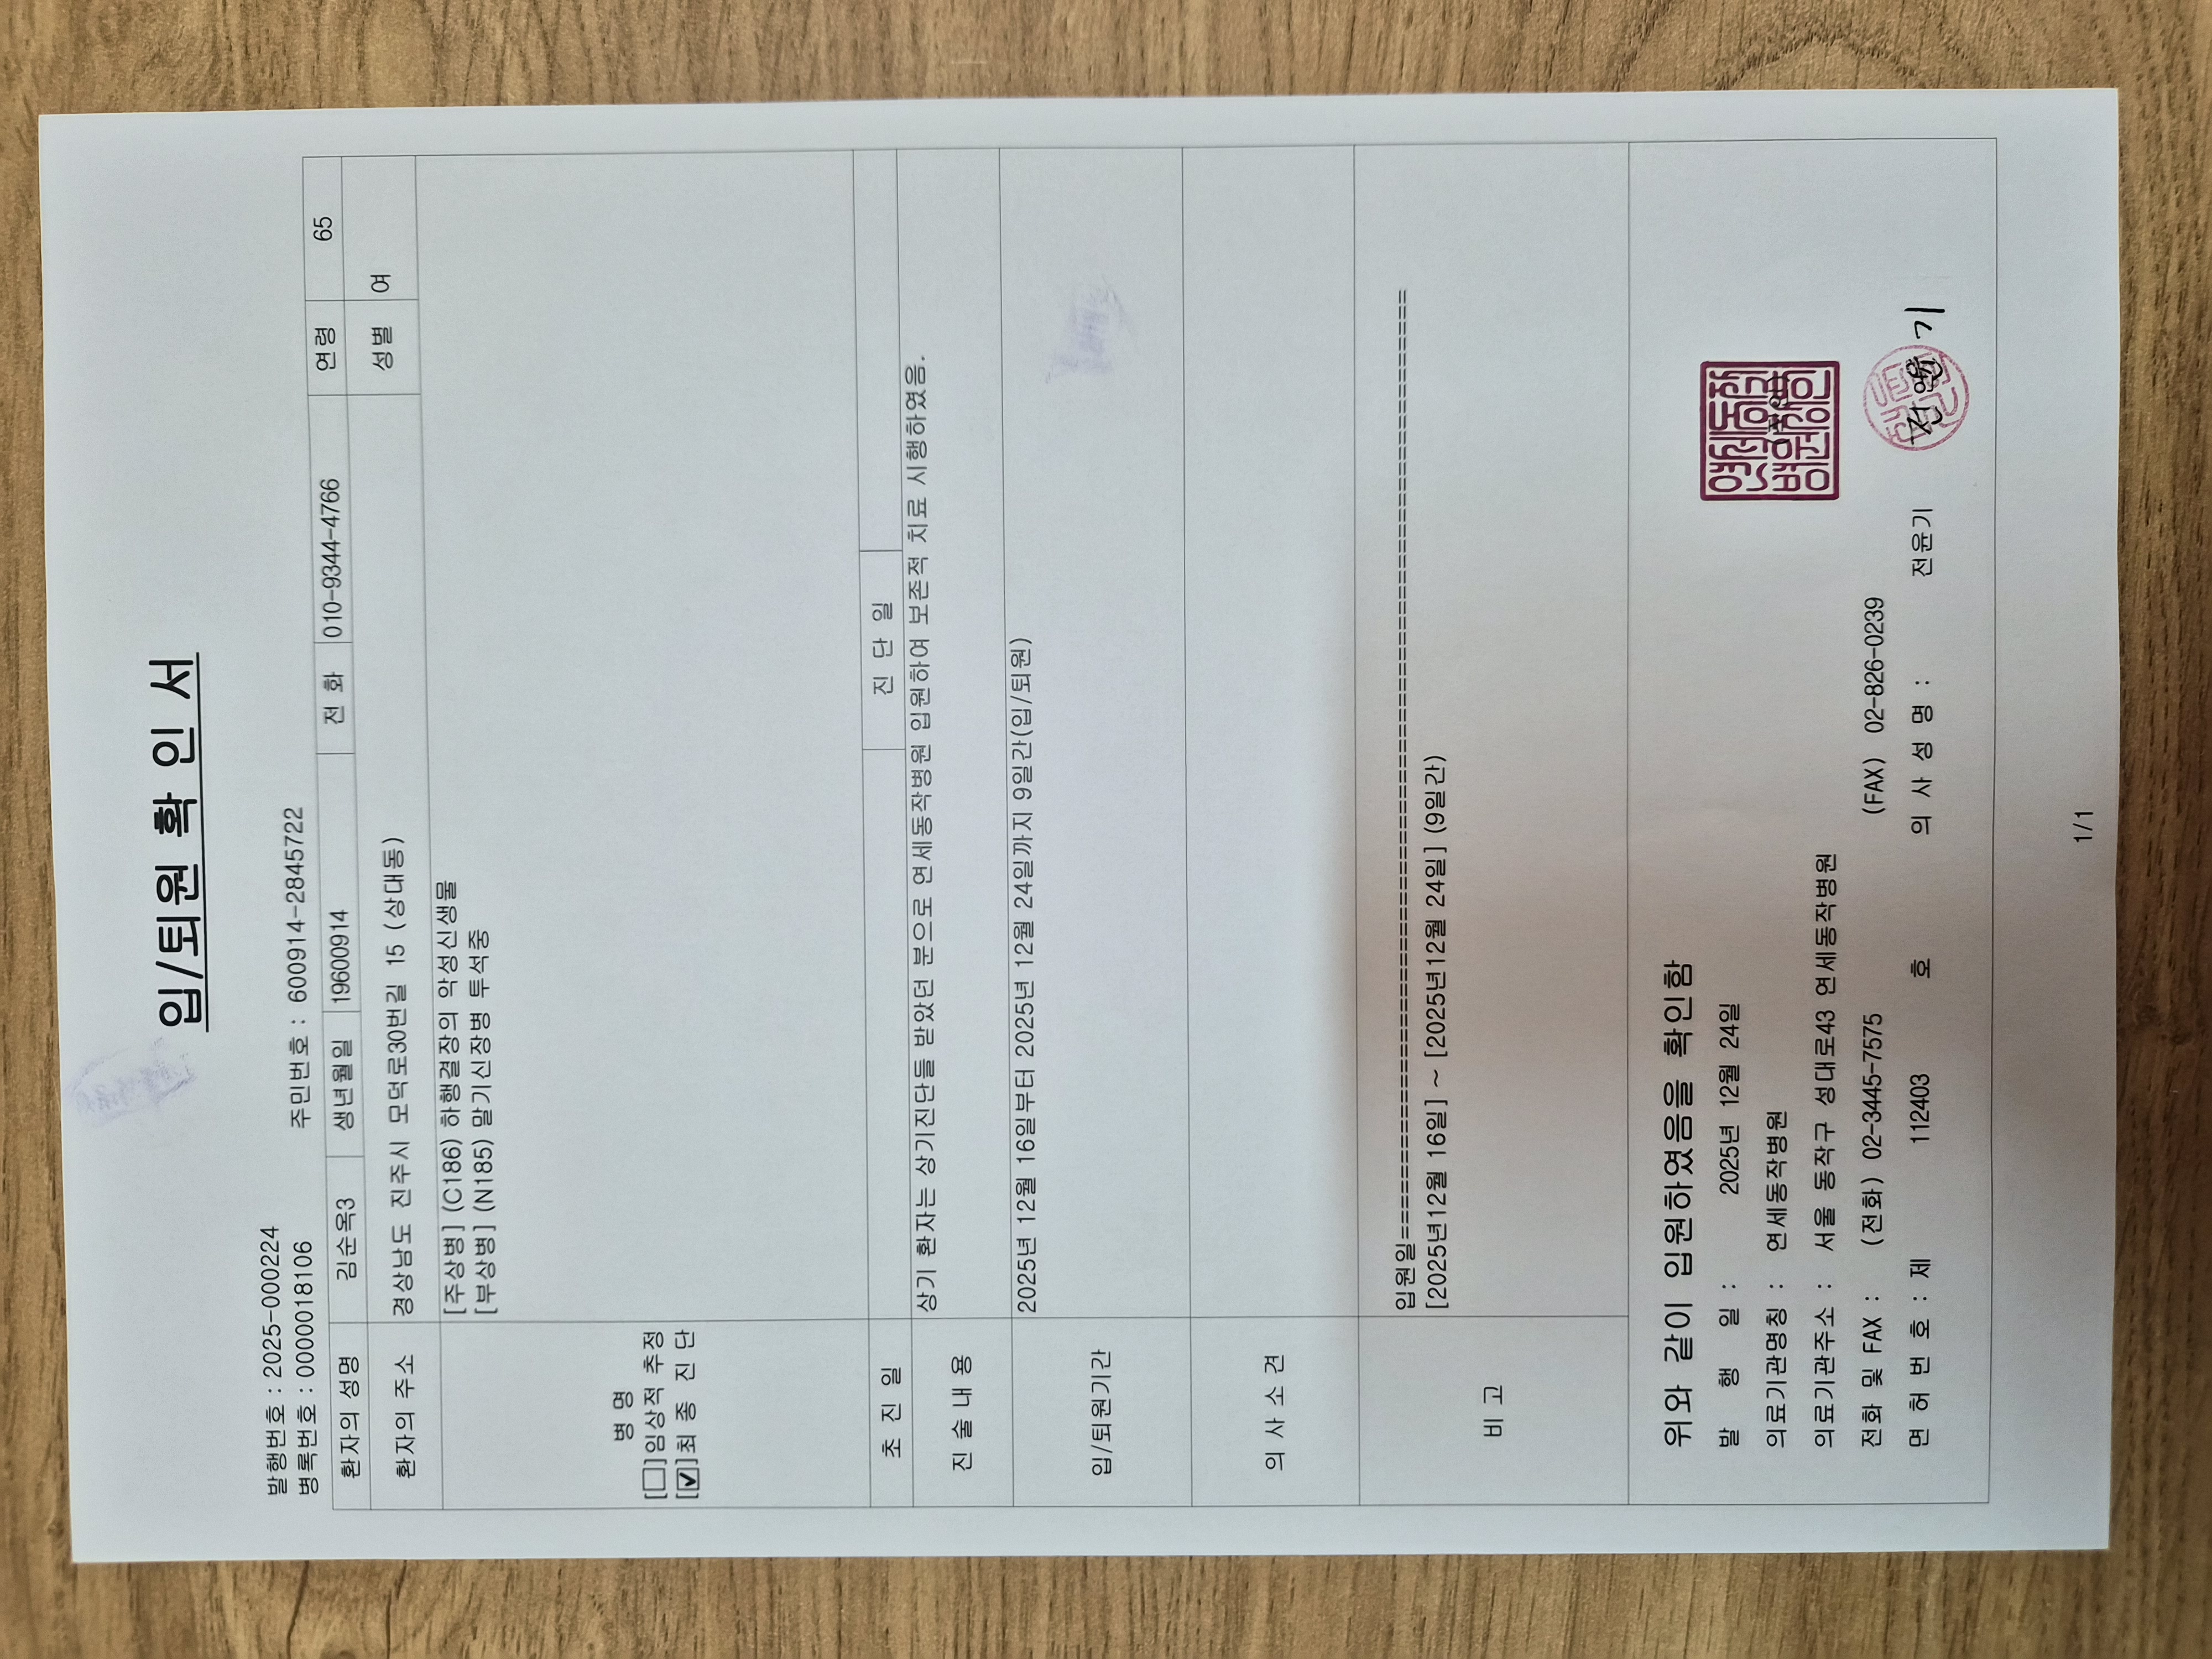 입/퇴원 확 인 서
발행번호 : 2025-000224
병록번호 : 0000018106 주민번호 : 600914-2845722
환자의 성명 김순옥3 생년월일 19600914 전 화 010-9344-4766 연령 65
환자의 주소 경상남도 진주시 모덕로30번길 15 (상대동) 성별 여
병 명
[☐]임상적 추정
[☑]최 종 진 단
[주상병] (C186) 하행결장의 악성신생물
[부상병] (N185) 말기신장병 투석중
초 진 일 진 단 일
진 술 내 용 상기 환자는 상기진단들 받았던 분으로 연세동작병원 입원하여 보존적 치료 시행하였음.
입/퇴원기간 2025년 12월 16일부터 2025년 12월 24일까지 9일간(입/퇴원)
의 사 소 견
비 고
입원일==========================================================================================
[2025년12월 16일] ~ [2025년12월 24일] (9일간)
위와 같이 입원하였음을 확인함
발 행 일 : 2025년 12월 24일
의료기관명칭 : 연세동작병원
의료기관주소 : 서울 동작구 성대로43 연세동작병원
전화 및 FAX : (전화) 02-3445-7575 (FAX) 02-826-0239
면 허 번 호 : 제 112403 호 의 사 성 명 : 전윤기 전윤기
연세동작병원장인
1/1